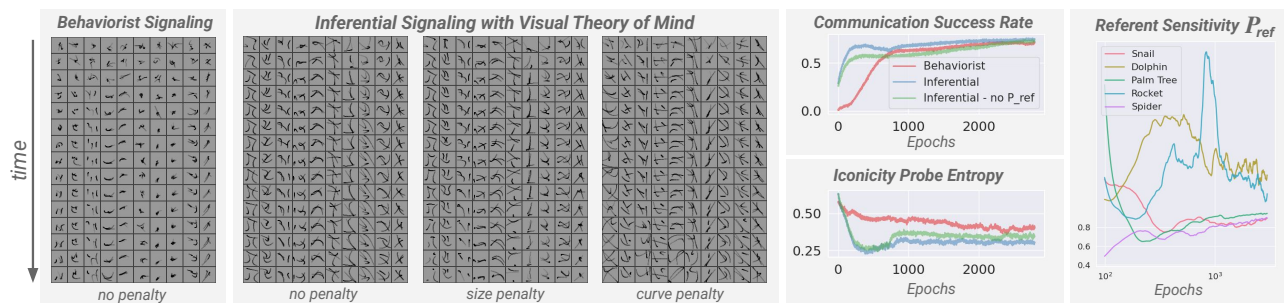 Behaviorist Signaling
time
no penalty
Inferential Signaling with Visual Theory of Mind
no penalty
size penalty
curve penalty
Communication Success Rate
0.5
0.0
Behaviorist
Inferential
Inferential - no P_ref
0
1000
2000
Epochs
Iconicity Probe Entropy
0.50
0.25
0
1000
2000
Epochs
Referent Sensitivity P_ref
Snail
Dolphin
Palm Tree
Rocket
Spider
0.8
0.6
0.4
10²
10³
Epochs